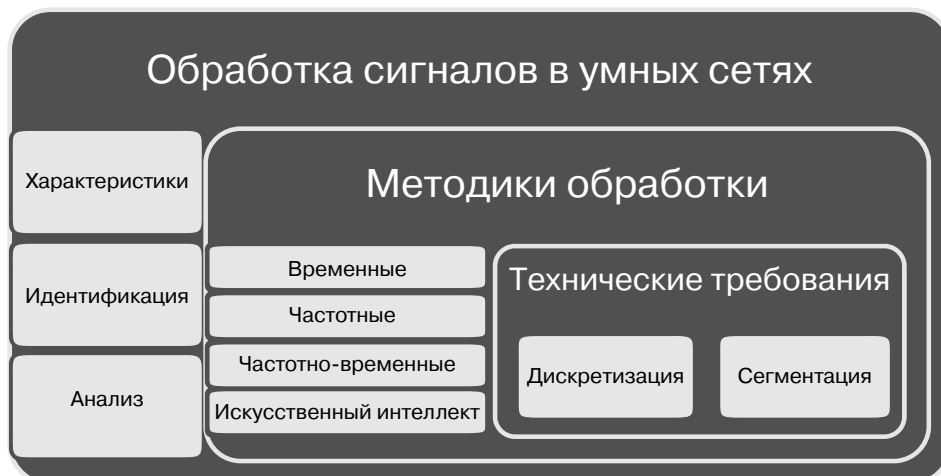 Обработка сигналов в умных сетях
Характеристики
Идентификация
Анализ
Методики обработки
Временные
Частотные
Частотно-временные
Искусственный интеллект
Технические требования
Дискретизация
Сегментация